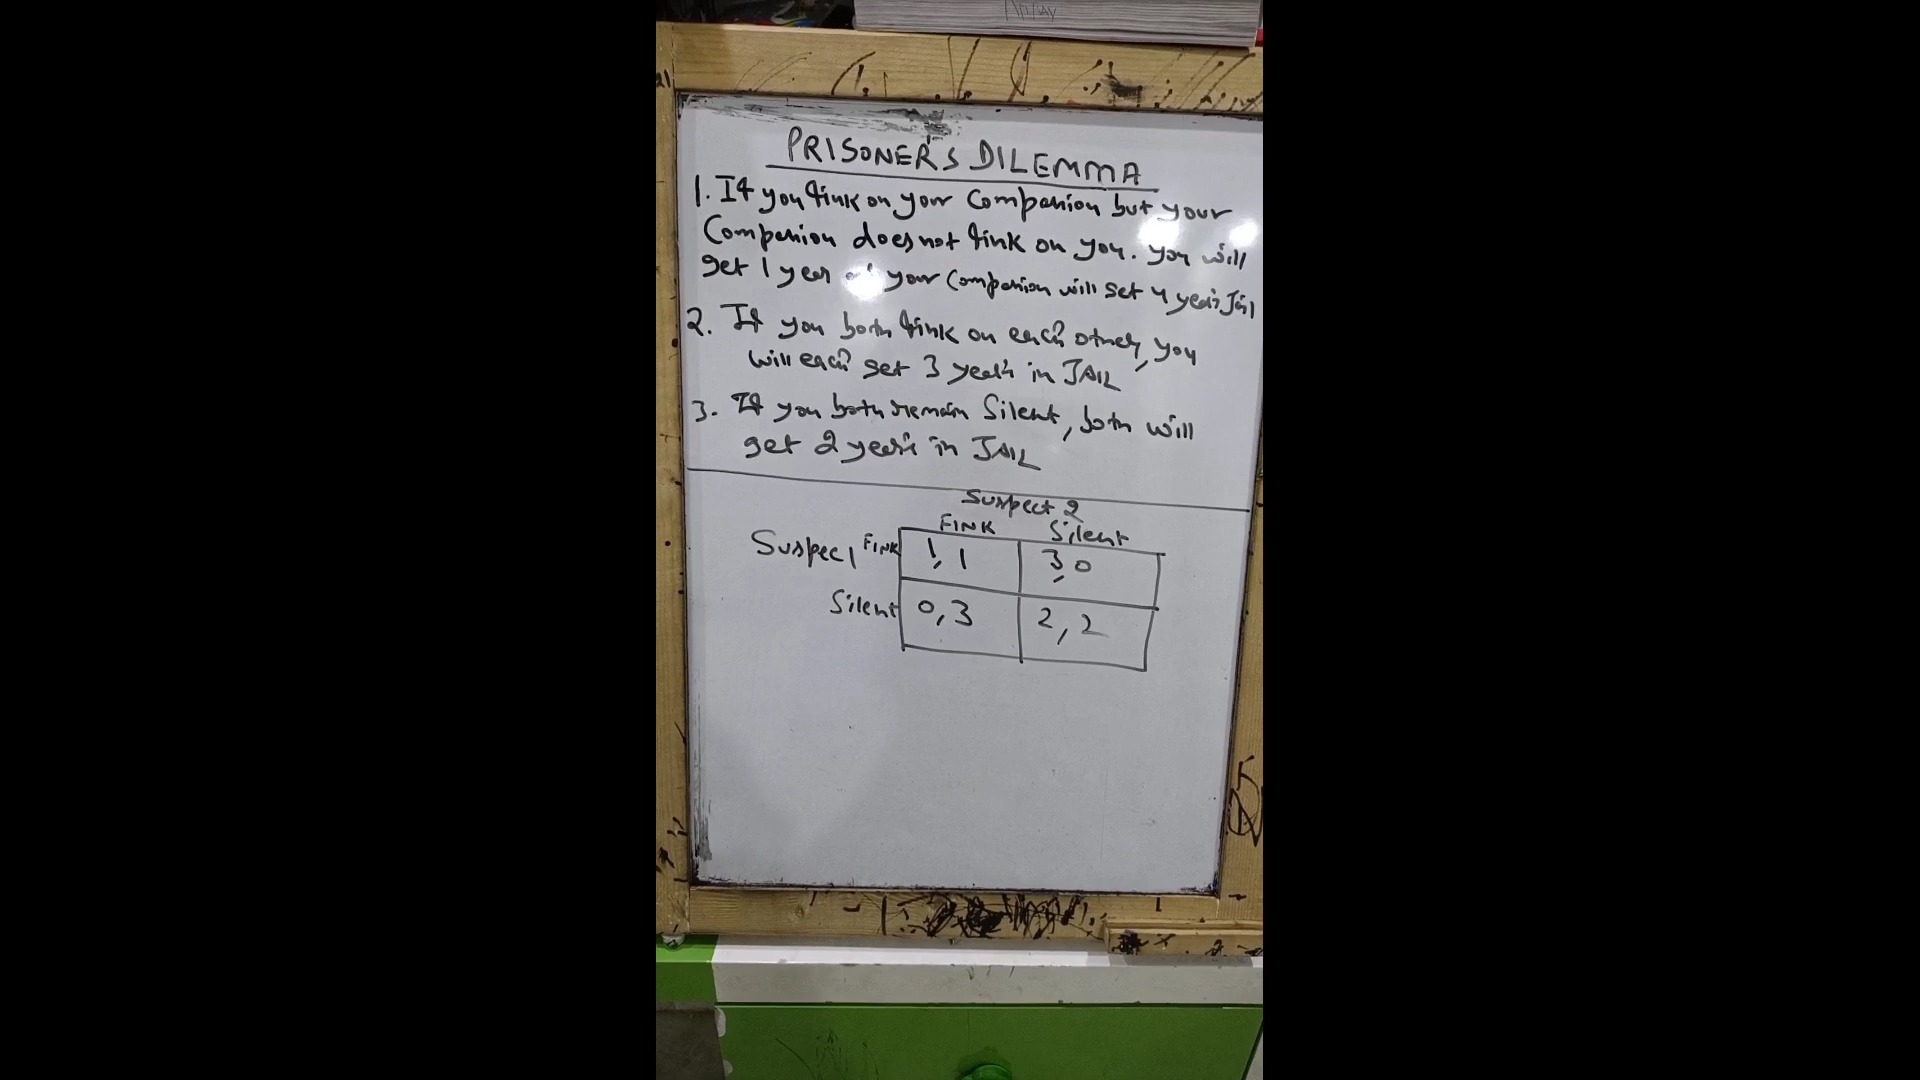 PRISONER'S DILEMMA
1. If you fink on your Companion but your
Companion does not fink on you. you will
get 1 year your Companion will get 4 years Jail
2. If you both fink on each other, you
will each get 3 years in JAIL
3. If you both remain Silent, both will
get 2 years in JAIL
Suspect 2
FINK Silent
Suspec 1 FINK 1, 1 3, 0
Silent 0, 3 2, 2